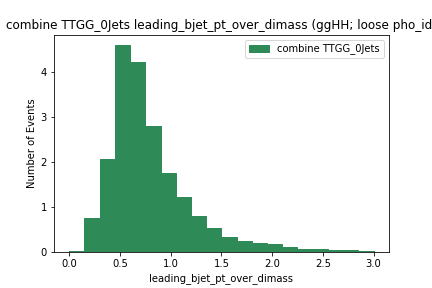 combine TTGG_0Jets leading_bjet_pt_over_dimass (ggHH; loose pho_id
combine TTGG_0Jets
Number of Events
4
3
2
1
0
0.0 0.5 1.0 1.5 2.0 2.5 3.0
leading_bjet_pt_over_dimass